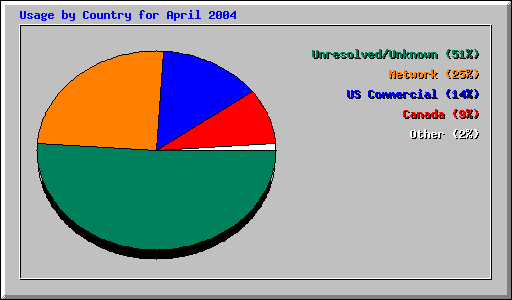 Usage by Country for April 2004
Unresolved/Unknown (51%)
Network (25%)
US Commercial (14%)
Canada (9%)
Other (2%)